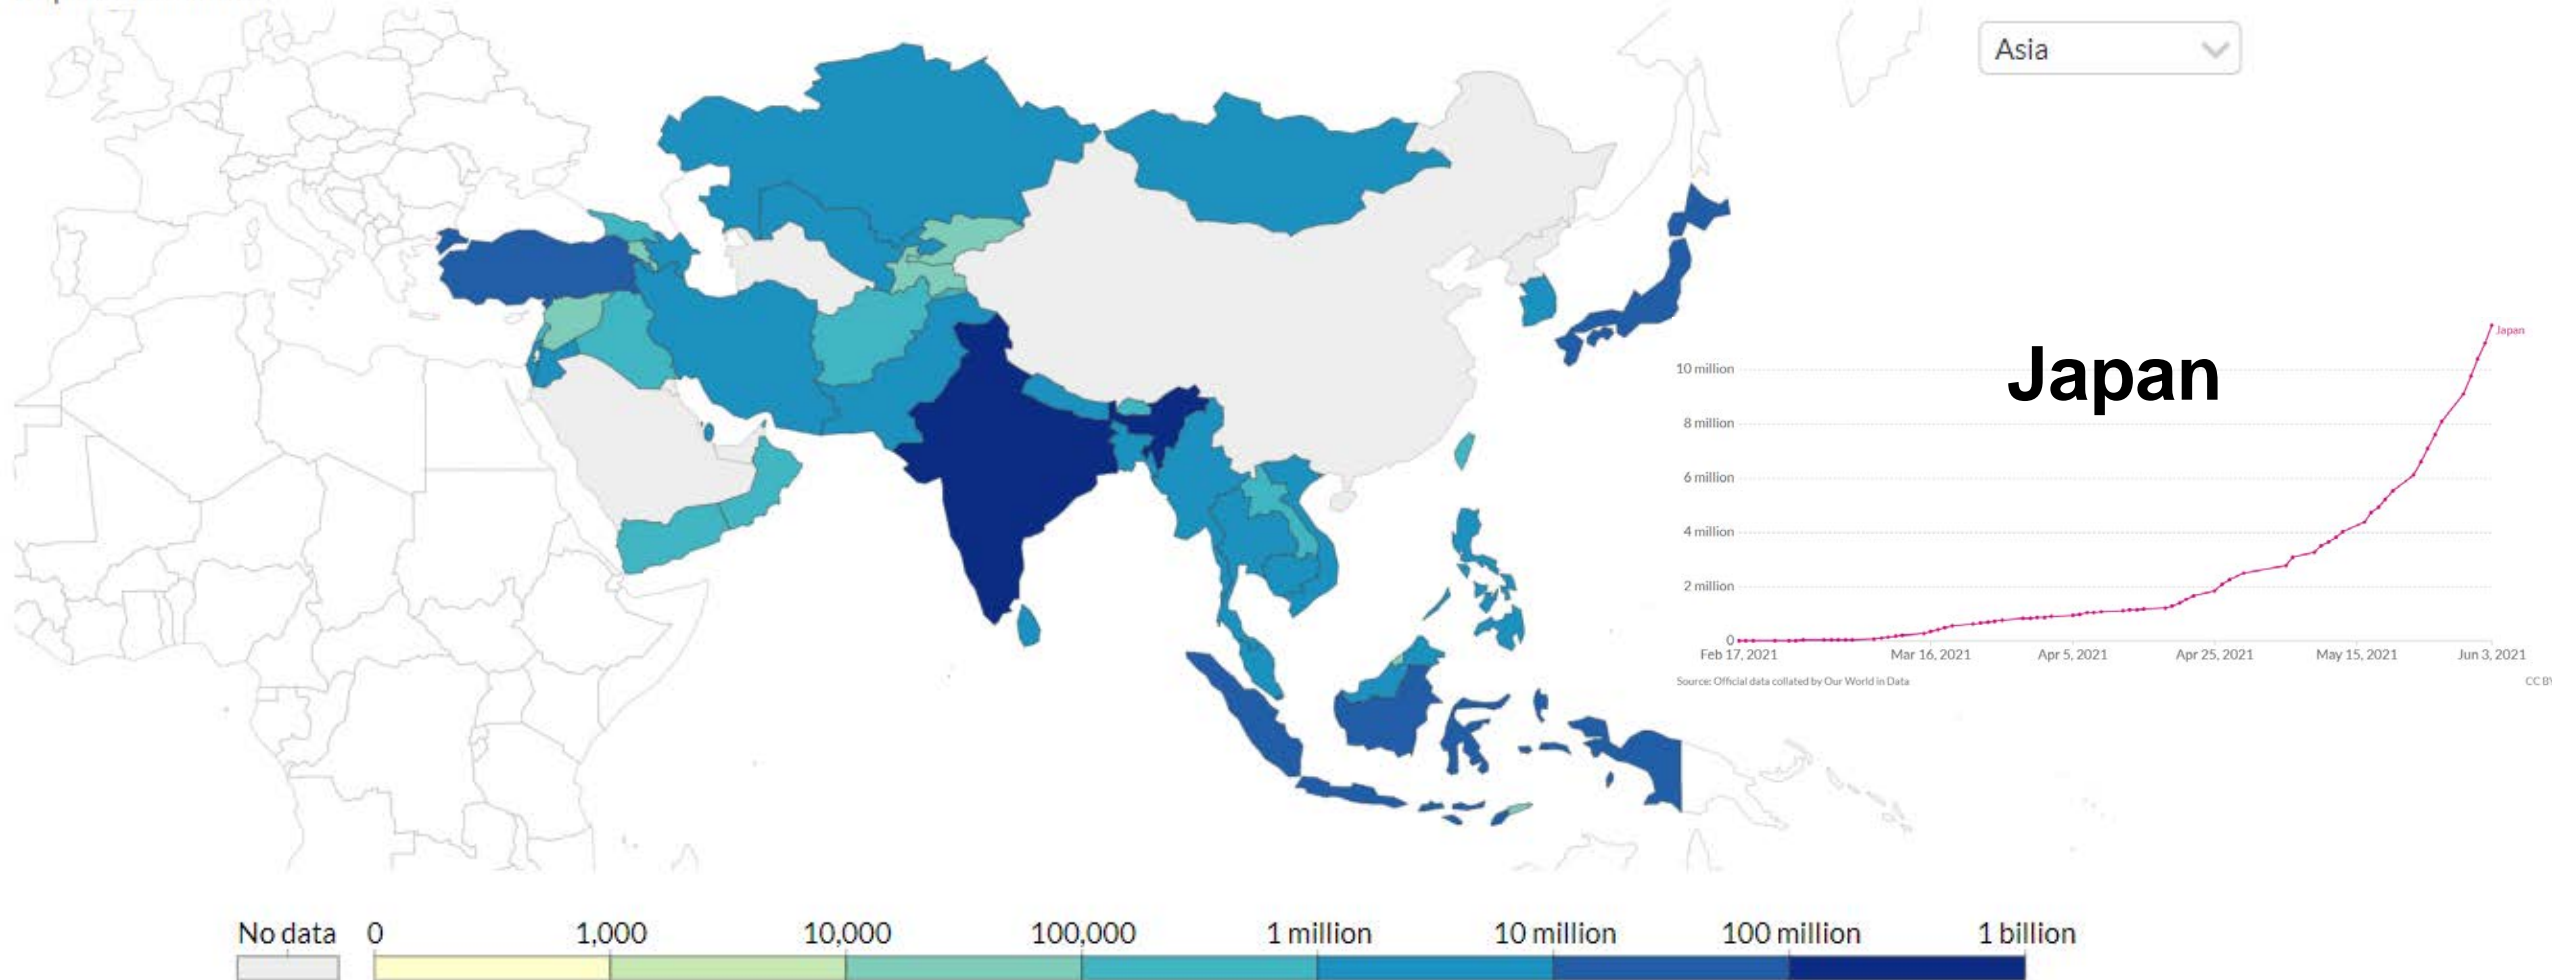 Asia
Japan
Japan
10 million
8 million
6 million
4 million
2 million
0
Feb 17, 2021 Mar 16, 2021 Apr 5, 2021 Apr 25, 2021 May 15, 2021 Jun 3, 2021
Source: Official data collated by Our World in Data CC BY
No data 0 1,000 10,000 100,000 1 million 10 million 100 million 1 billion